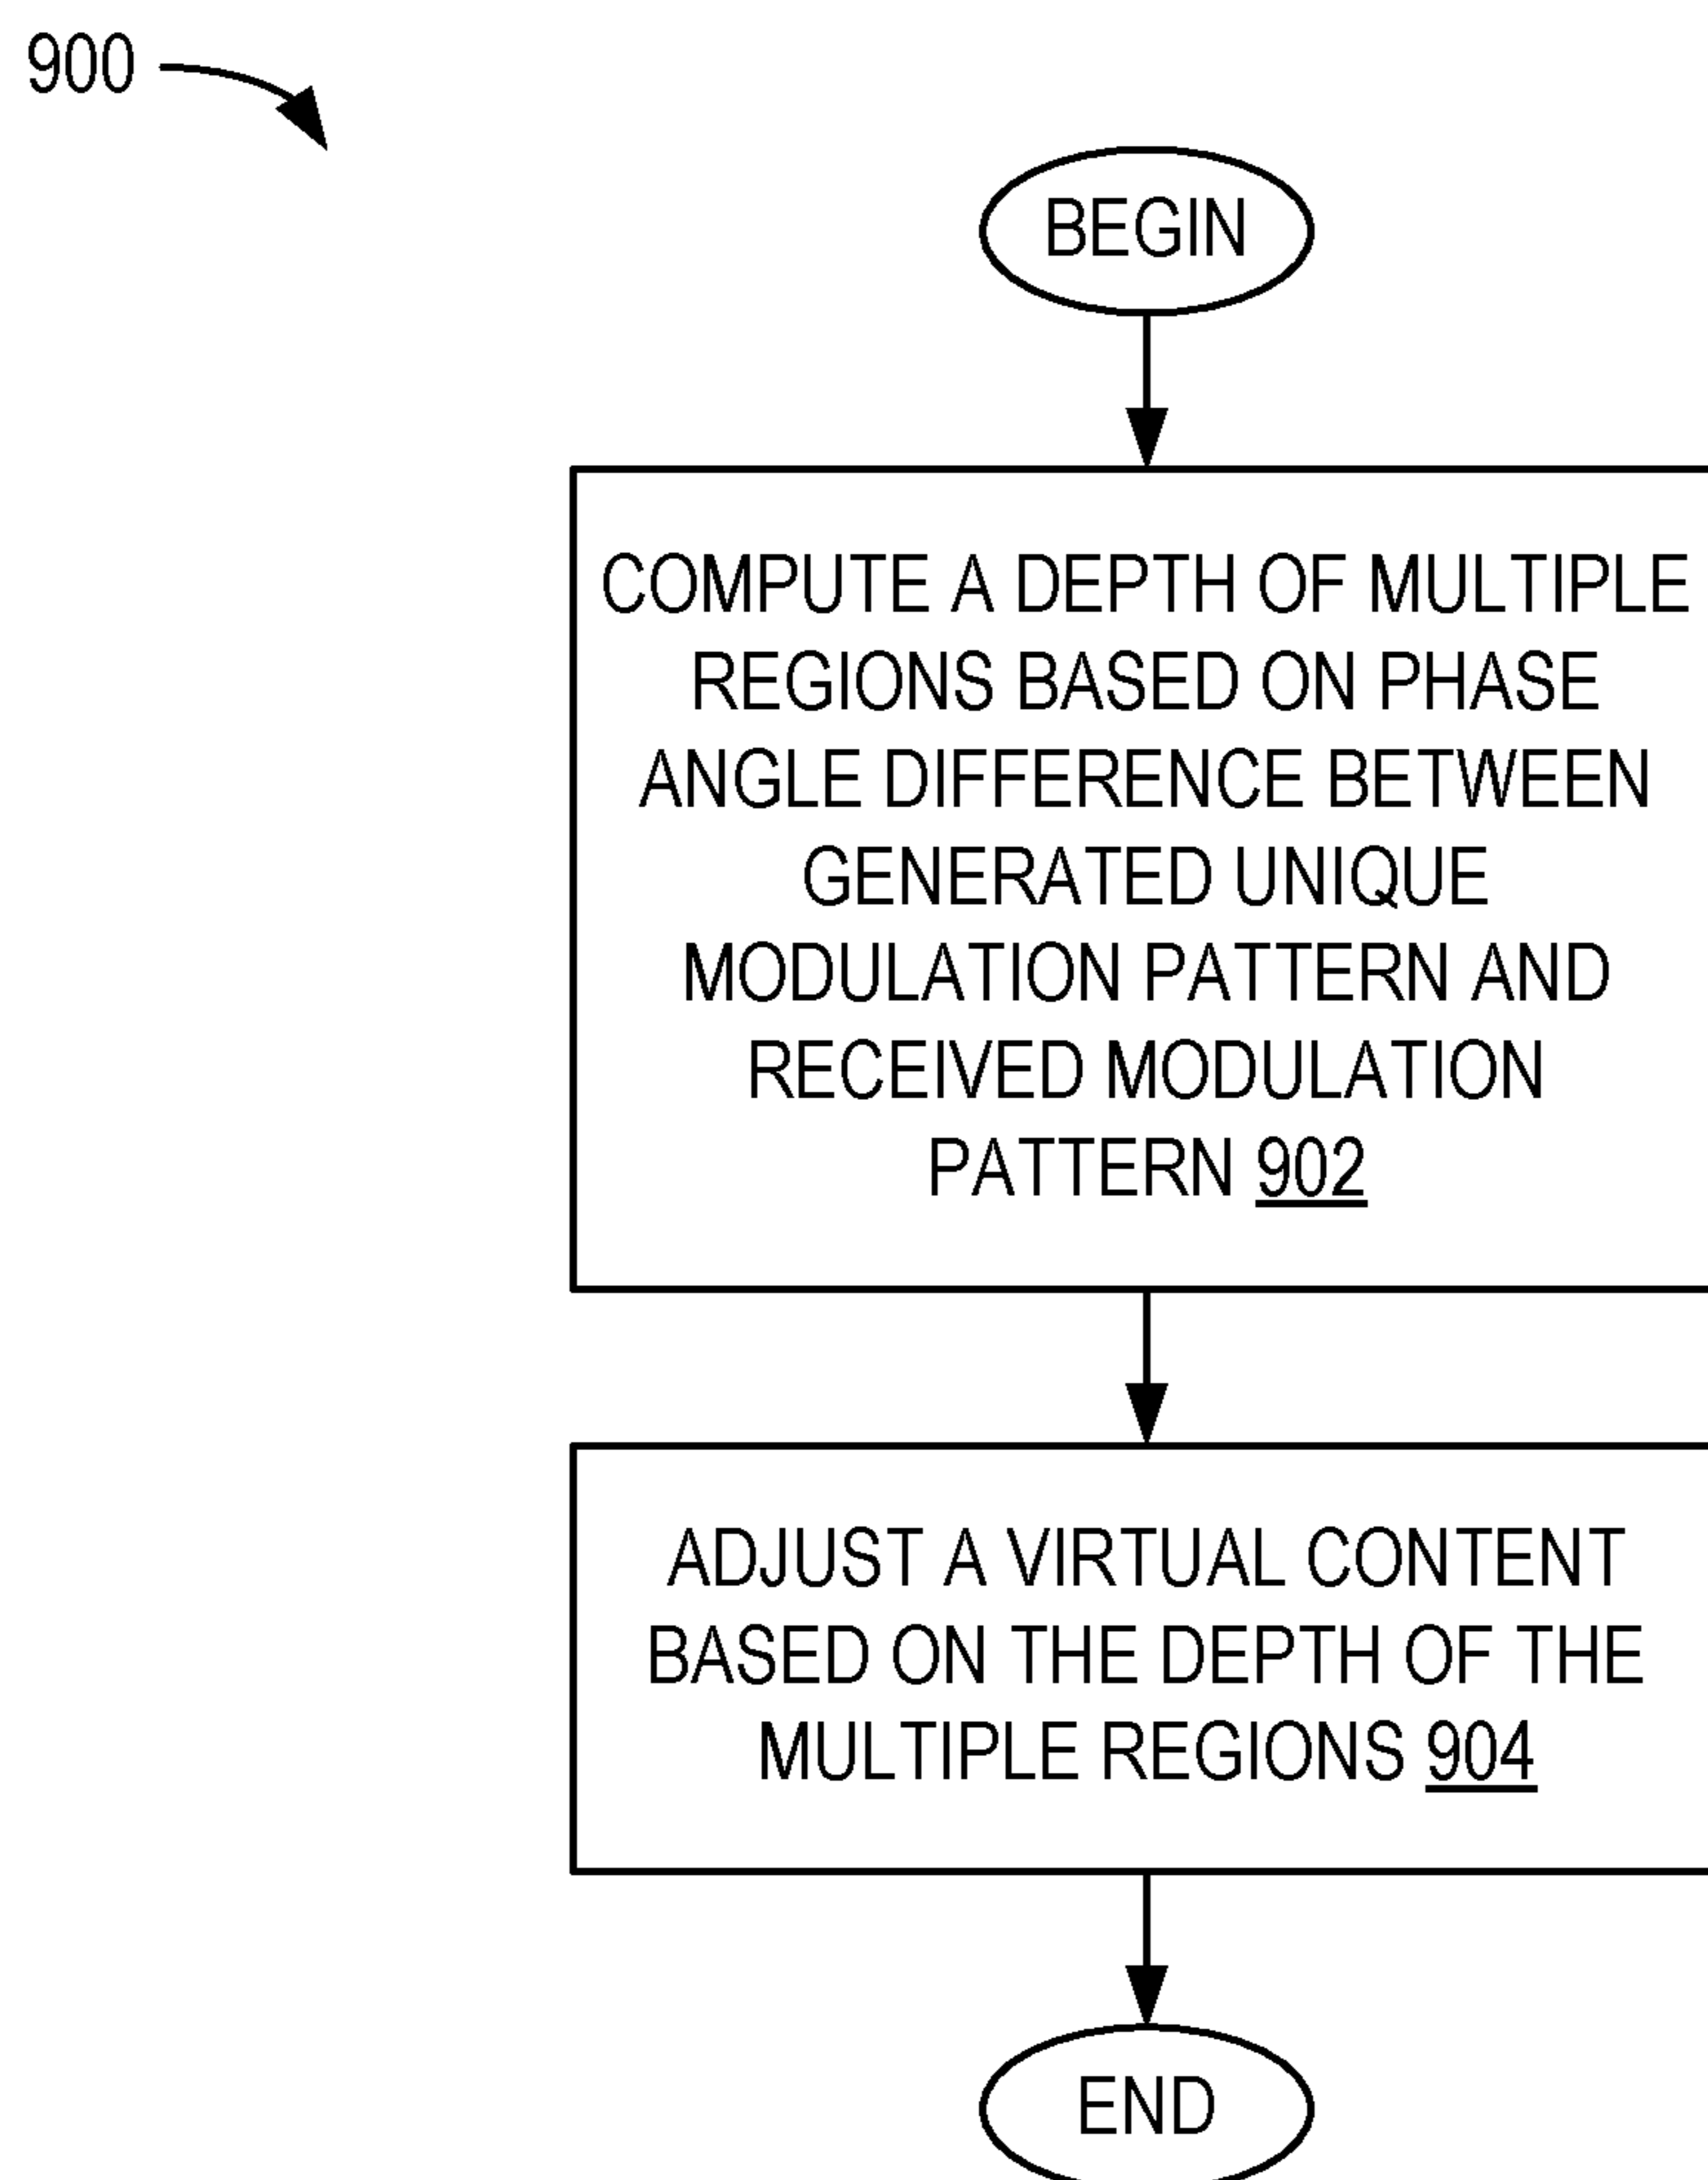 900
BEGIN
COMPUTE A DEPTH OF MULTIPLE
REGIONS BASED ON PHASE
ANGLE DIFFERENCE BETWEEN
GENERATED UNIQUE
MODULATION PATTERN AND
RECEIVED MODULATION
PATTERN 902
ADJUST A VIRTUAL CONTENT
BASED ON THE DEPTH OF THE
MULTIPLE REGIONS 904
END